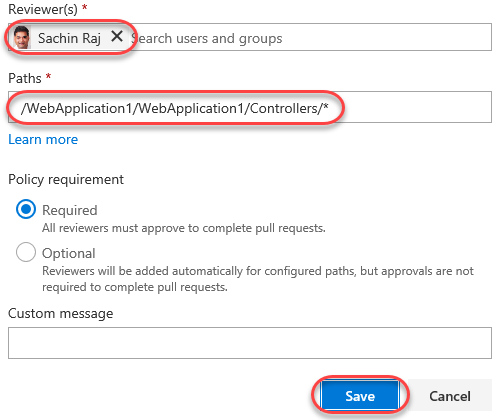 Reviewer(s) *
Sachin Raj ✕ Search users and groups
Paths *
/WebApplication1/WebApplication1/Controllers/*
Learn more
Policy requirement
Required
All reviewers must approve to complete pull requests.
Optional
Reviewers will be added automatically for configured paths, but approvals are not
required to complete pull requests.
Custom message
Save Cancel